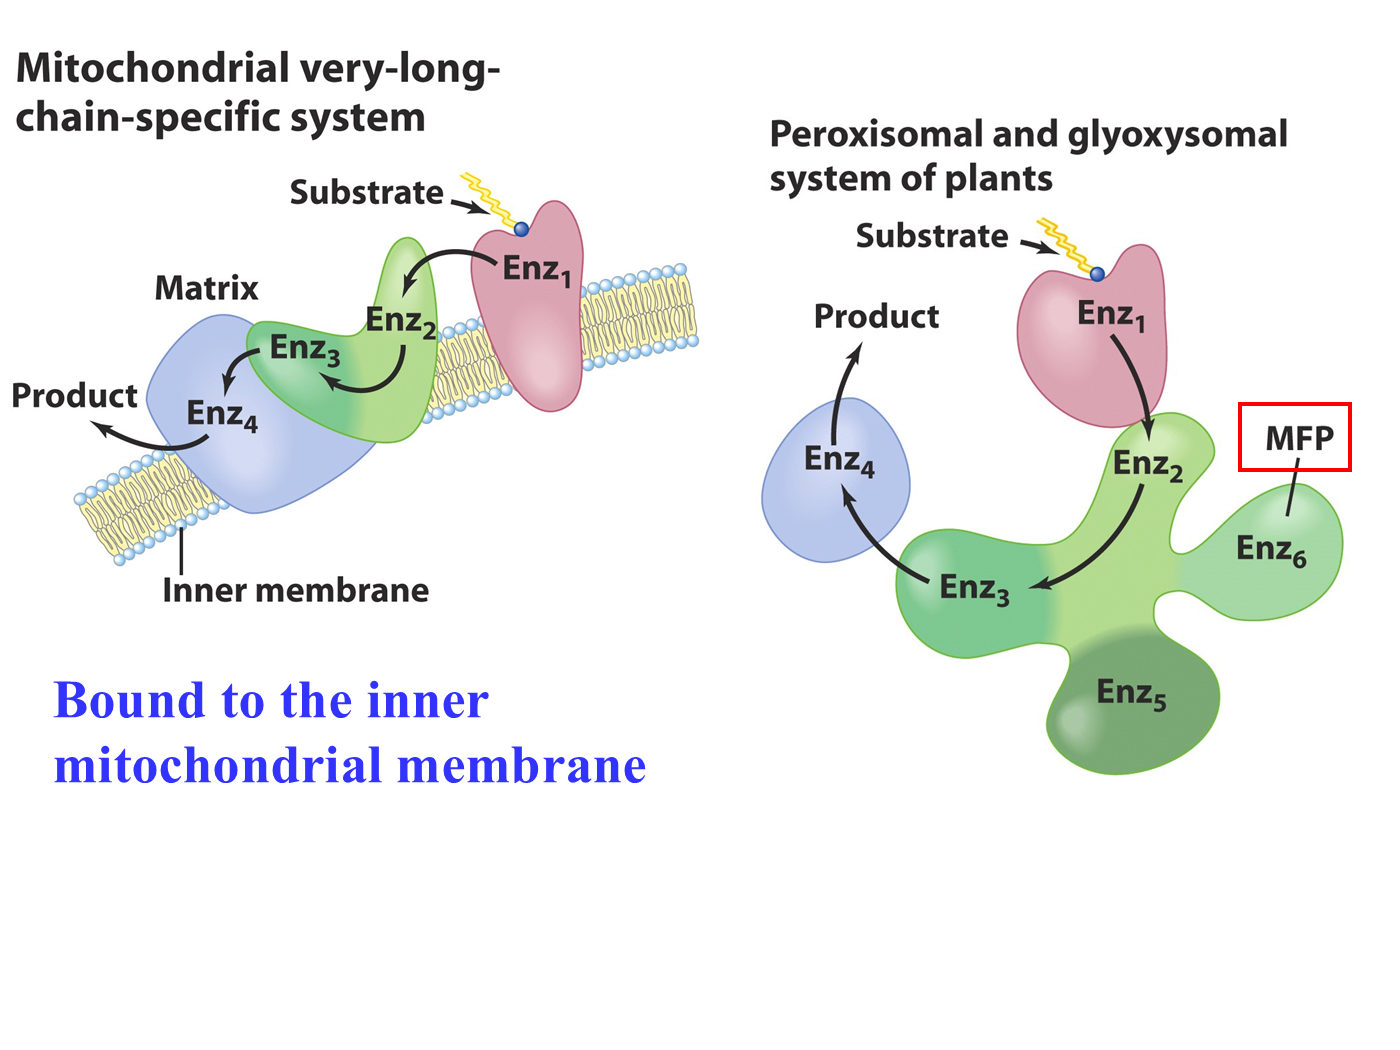 Mitochondrial very-long-
chain-specific system
Substrate
Enz1
Matrix
Enz2
Enz3
Product
Enz4
Inner membrane
Bound to the inner
mitochondrial membrane
Peroxisomal and glyoxysomal
system of plants
Substrate
Product
Enz1
MFP
Enz4
Enz2
Enz6
Enz3
Enz5